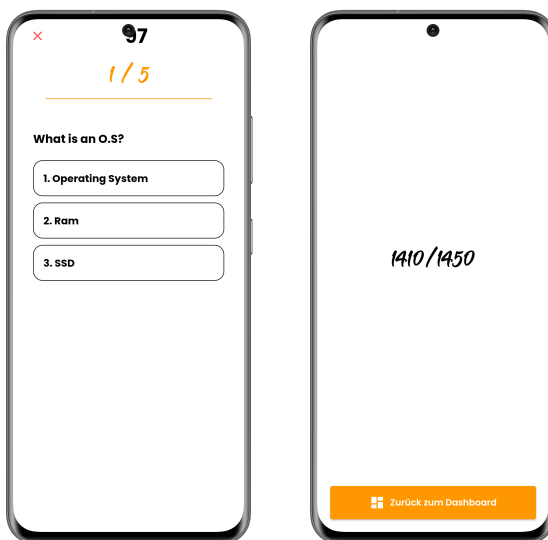 97
1 / 5
What is an O.S?
1. Operating System
2. Ram
3. SSD
1410/1450
Zurück zum Dashboard